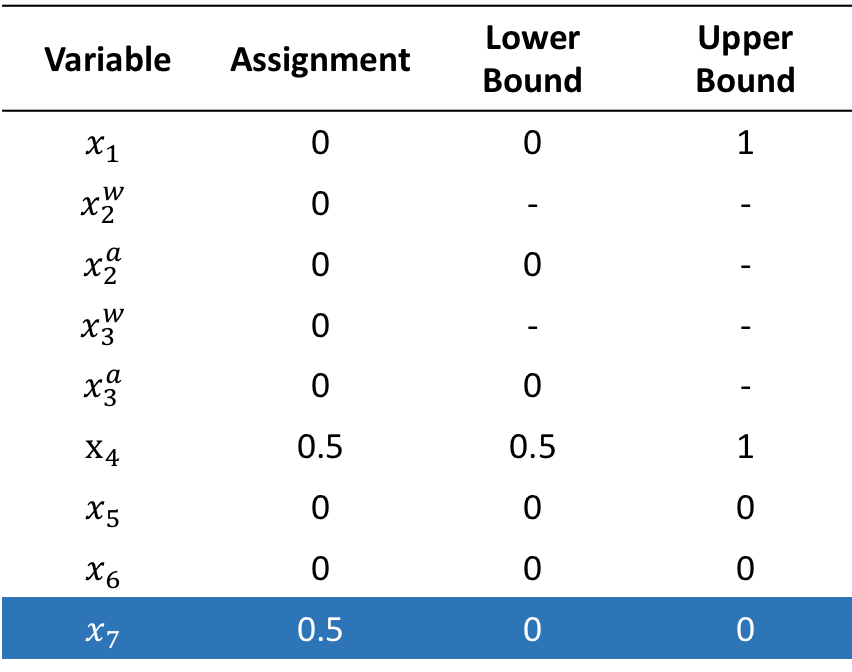 Variable Assignment Lower Bound Upper Bound
x₁ 0 0 1
x₂ʷ 0 - -
x₂ᵃ 0 0 -
x₃ʷ 0 - -
x₃ᵃ 0 0 -
x₄ 0.5 0.5 1
x₅ 0 0 0
x₆ 0 0 0
x₇ 0.5 0 0